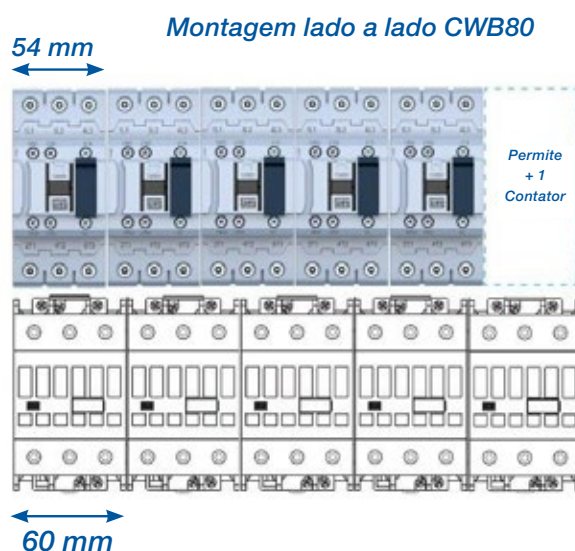 Montagem lado a lado CWB80
54 mm
Permite
+ 1
Contator
60 mm